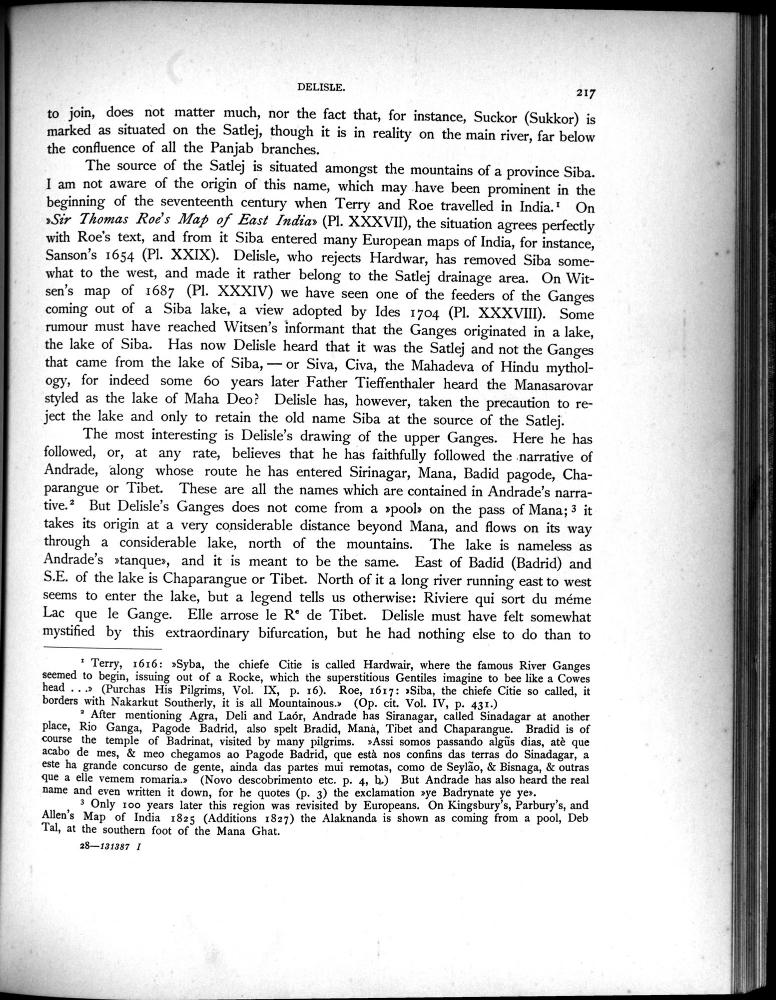 DELISLE.
217
to join, does not matter much, nor the fact that, for instance, Suckor (Sukkor) is
marked as situated on the Satlej, though it is in reality on the main river, far below
the confluence of all the Panjab branches.
The source of the Satlej is situated amongst the mountains of a province Siba.
I am not aware of the origin of this name, which may have been prominent in the
beginning of the seventeenth century when Terry and Roe travelled in India.¹ On
»Sir Thomas Roe's Map of East India» (Pl. XXXVII), the situation agrees perfectly
with Roe's text, and from it Siba entered many European maps of India, for instance,
Sanson's 1654 (Pl. XXIX). Delisle, who rejects Hardwar, has removed Siba some-
what to the west, and made it rather belong to the Satlej drainage area. On Wit-
sen's map of 1687 (Pl. XXXIV) we have seen one of the feeders of the Ganges
coming out of a Siba lake, a view adopted by Ides 1704 (Pl. XXXVIII). Some
rumour must have reached Witsen's informant that the Ganges originated in a lake,
the lake of Siba. Has now Delisle heard that it was the Satlej and not the Ganges
that came from the lake of Siba, — or Siva, Civa, the Mahadeva of Hindu mythol-
ogy, for indeed some 60 years later Father Tieffenthaler heard the Manasarovar
styled as the lake of Maha Deo? Delisle has, however, taken the precaution to re-
ject the lake and only to retain the old name Siba at the source of the Satlej.
The most interesting is Delisle's drawing of the upper Ganges. Here he has
followed, or, at any rate, believes that he has faithfully followed the narrative of
Andrade, along whose route he has entered Sirinagar, Mana, Badid pagode, Cha-
parangue or Tibet. These are all the names which are contained in Andrade's narra-
tive.² But Delisle's Ganges does not come from a »pool» on the pass of Mana;³ it
takes its origin at a very considerable distance beyond Mana, and flows on its way
through a considerable lake, north of the mountains. The lake is nameless as
Andrade's »tanque», and it is meant to be the same. East of Badid (Badrid) and
S.E. of the lake is Chaparangue or Tibet. North of it a long river running east to west
seems to enter the lake, but a legend tells us otherwise: Riviere qui sort du méme
Lac que le Gange. Elle arrose le Rᵉ de Tibet. Delisle must have felt somewhat
mystified by this extraordinary bifurcation, but he had nothing else to do than to
¹ Terry, 1616: »Syba, the chiefe Citie is called Hardwair, where the famous River Ganges
seemed to begin, issuing out of a Rocke, which the superstitious Gentiles imagine to bee like a Cowes
head . . .» (Purchas His Pilgrims, Vol. IX, p. 16). Roe, 1617: »Siba, the chiefe Citie so called, it
borders with Nakarkut Southerly, it is all Mountainous.» (Op. cit. Vol. IV, p. 431.)
² After mentioning Agra, Deli and Laór, Andrade has Siranagar, called Sinadagar at another
place, Rio Ganga, Pagode Badrid, also spelt Bradid, Manà, Tibet and Chaparangue. Bradid is of
course the temple of Badrinat, visited by many pilgrims. »Assi somos passando algũs dias, atè que
acabo de mes, & meo chegamos ao Pagode Badrid, que està nos confins das terras do Sinadagar, a
este ha grande concurso de gente, ainda das partes mui remotas, como de Seylão, & Bisnaga, & outras
que a elle vemem romaria.» (Novo descobrimento etc. p. 4, b.) But Andrade has also heard the real
name and even written it down, for he quotes (p. 3) the exclamation »ye Badrynate ye ye».
³ Only 100 years later this region was revisited by Europeans. On Kingsbury's, Parbury's, and
Allen's Map of India 1825 (Additions 1827) the Alaknanda is shown as coming from a pool, Deb
Tal, at the southern foot of the Mana Ghat.
28—131387 I